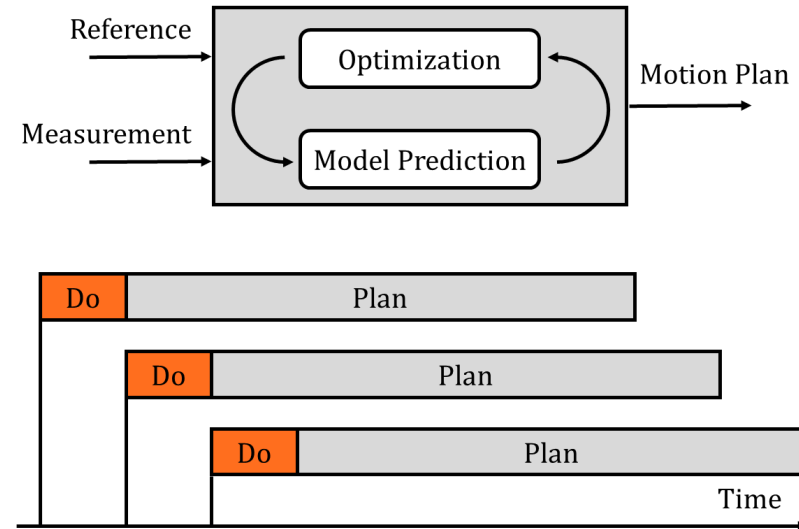 Reference
Optimization
Motion Plan
Measurement
Model Prediction
Do Plan
Do Plan
Do Plan
Time